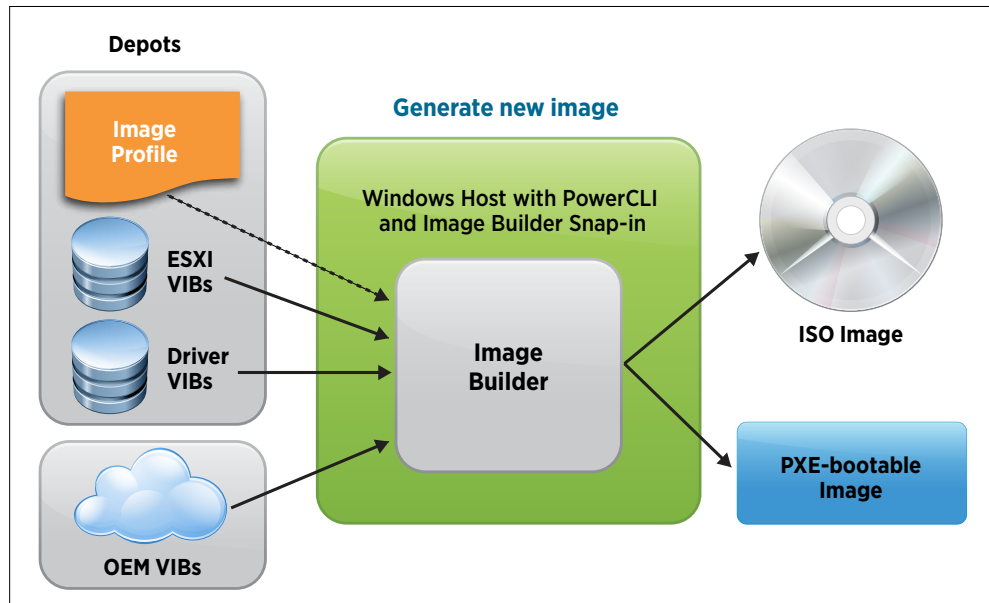 Depots
Image
Profile
ESXI
VIBs
Driver
VIBs
OEM VIBs
Generate new image
Windows Host with PowerCLI
and Image Builder Snap-in
Image
Builder
ISO Image
PXE-bootable
Image